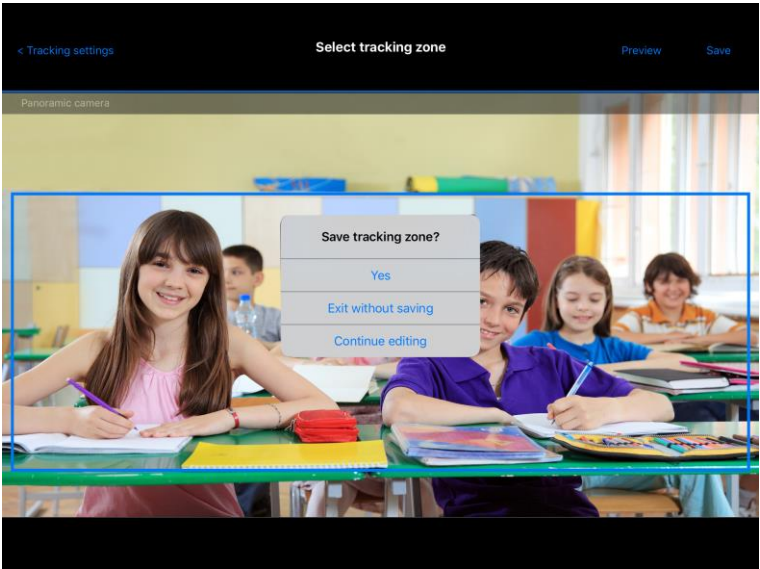 < Tracking settings
Select tracking zone
Preview
Save
Panoramic camera
Save tracking zone?
Yes
Exit without saving
Continue editing